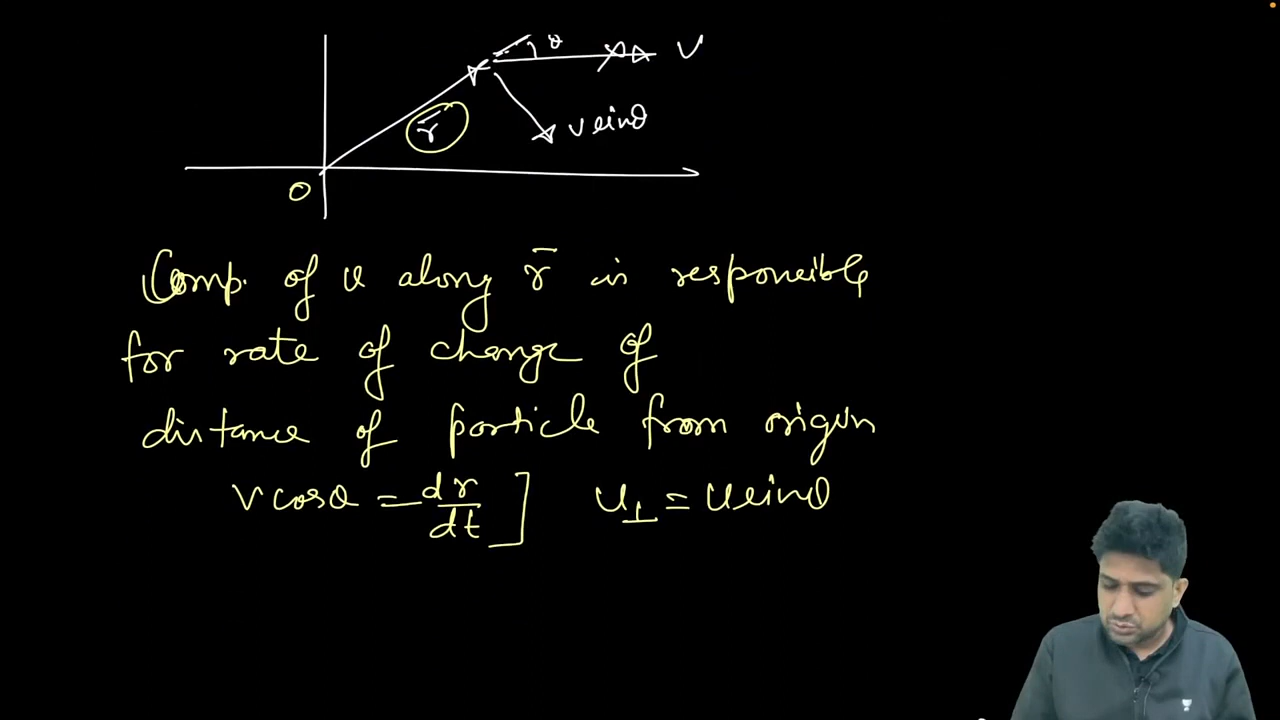 θ
V
r̄
v sinθ
O
Comp. of v along r̄ is responsible
for rate of change of
distance of particle from origin
v cosθ = dr/dt ] v⊥ = v sinθ